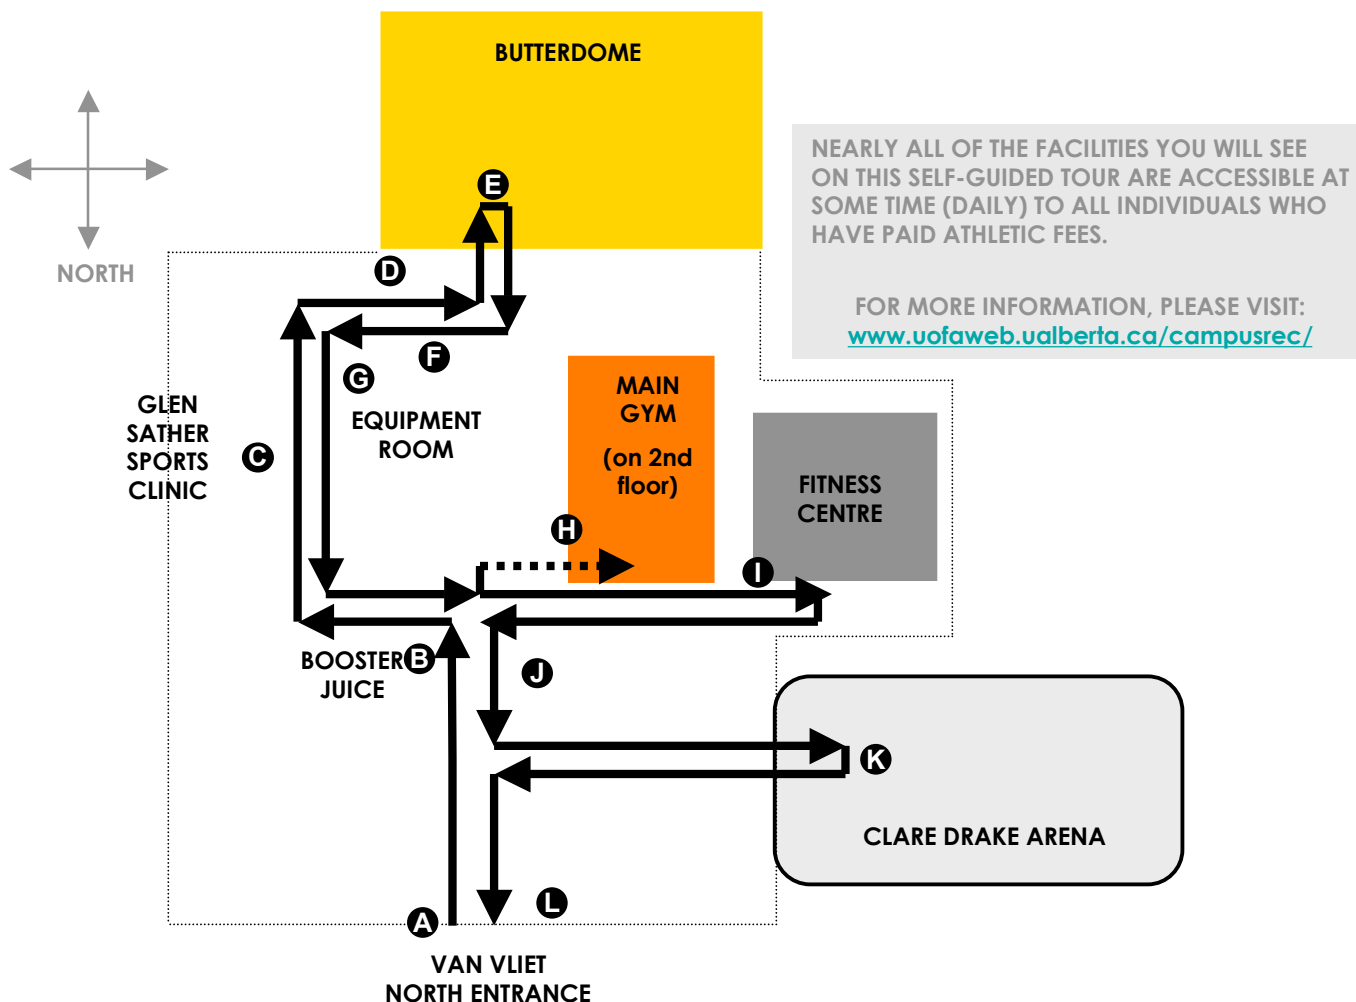 BUTTERDOME
NORTH
NEARLY ALL OF THE FACILITIES YOU WILL SEE
ON THIS SELF-GUIDED TOUR ARE ACCESSIBLE AT
SOME TIME (DAILY) TO ALL INDIVIDUALS WHO
HAVE PAID ATHLETIC FEES.
FOR MORE INFORMATION, PLEASE VISIT:
www.uofaweb.ualberta.ca/campusrec/
E
D
F
G
GLEN
SATHER
SPORTS
CLINIC
C
EQUIPMENT
ROOM
MAIN
GYM
(on 2nd
floor)
FITNESS
CENTRE
H
I
BOOSTER
JUICE
B
J
K
CLARE DRAKE ARENA
A
L
VAN VLIET
NORTH ENTRANCE